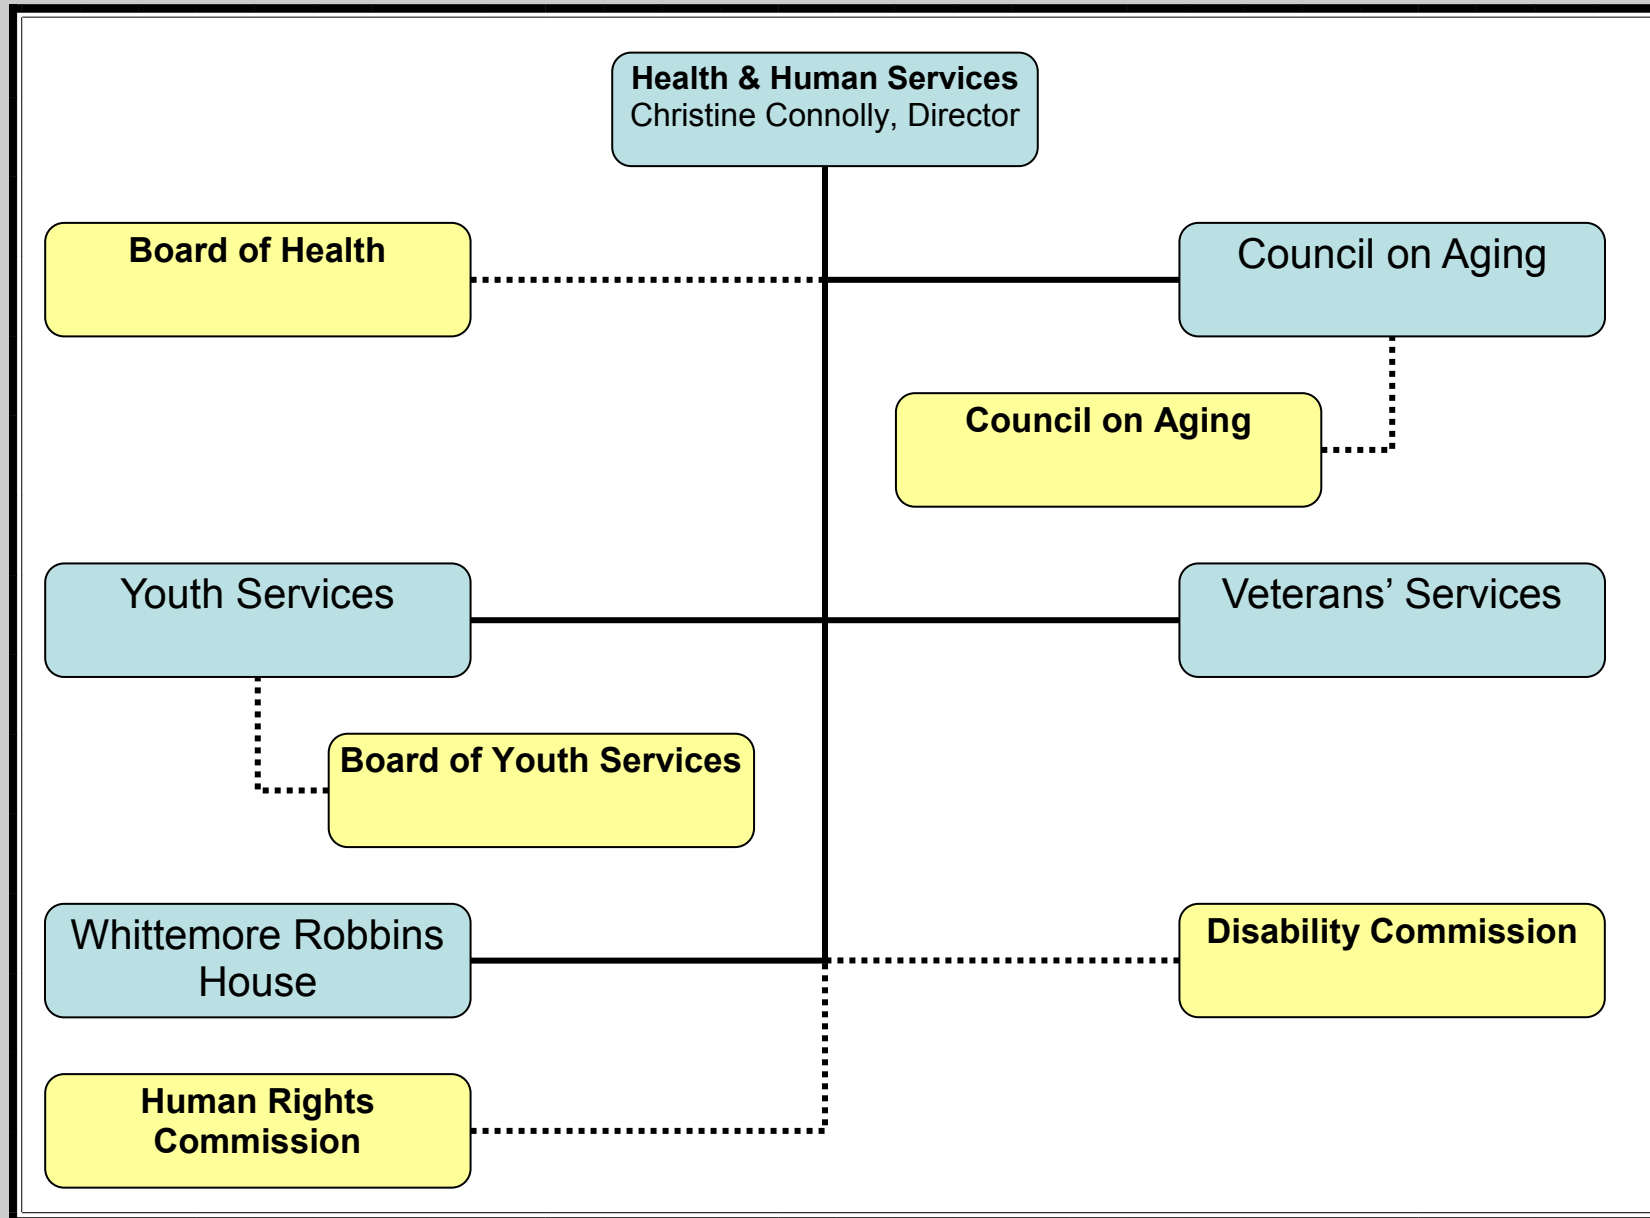 Health & Human Services
Christine Connolly, Director
Board of Health
Council on Aging
Council on Aging
Youth Services
Veterans’ Services
Board of Youth Services
Whittemore Robbins
House
Disability Commission
Human Rights
Commission